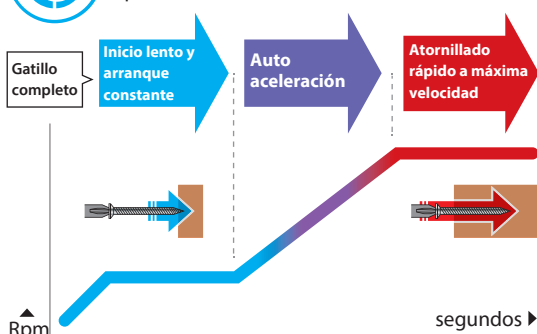 Gatillo
completo
Inicio lento y
arranque
constante
Auto
aceleración
Atornillado
rápido a máxima
velocidad
Rpm
segundos